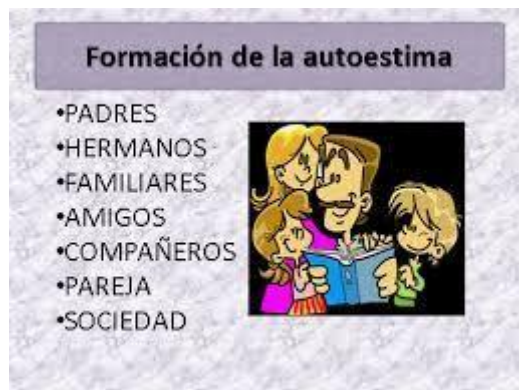 Formación de la autoestima
•PADRES
•HERMANOS
•FAMILIARES
•AMIGOS
•COMPAÑEROS
•PAREJA
•SOCIEDAD